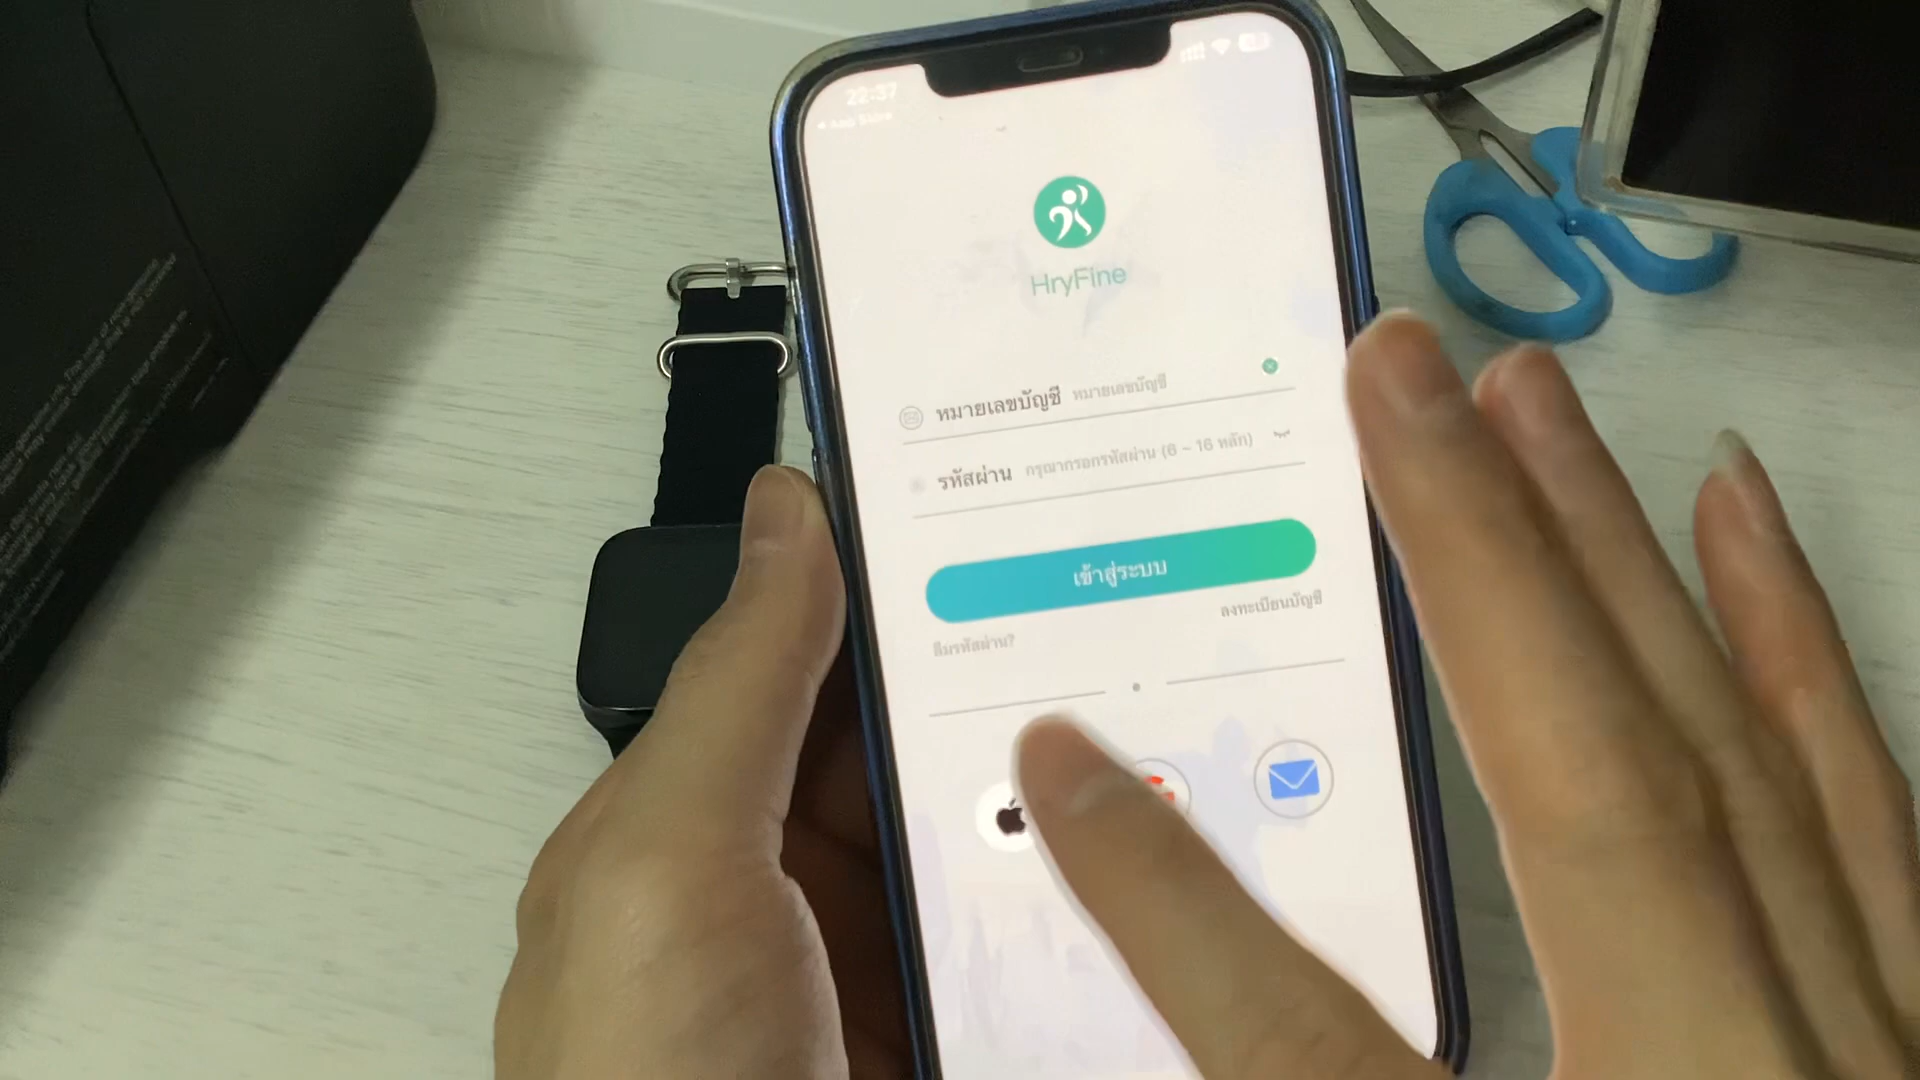 22:37
App Store
HryFine
หมายเลขบัญชี หมายเลขบัญชี
รหัสผ่าน กรุณากรอกรหัสผ่าน (6 ~ 16 หลัก)
เข้าสู่ระบบ
ลงทะเบียนบัญชี
ลืมรหัสผ่าน?